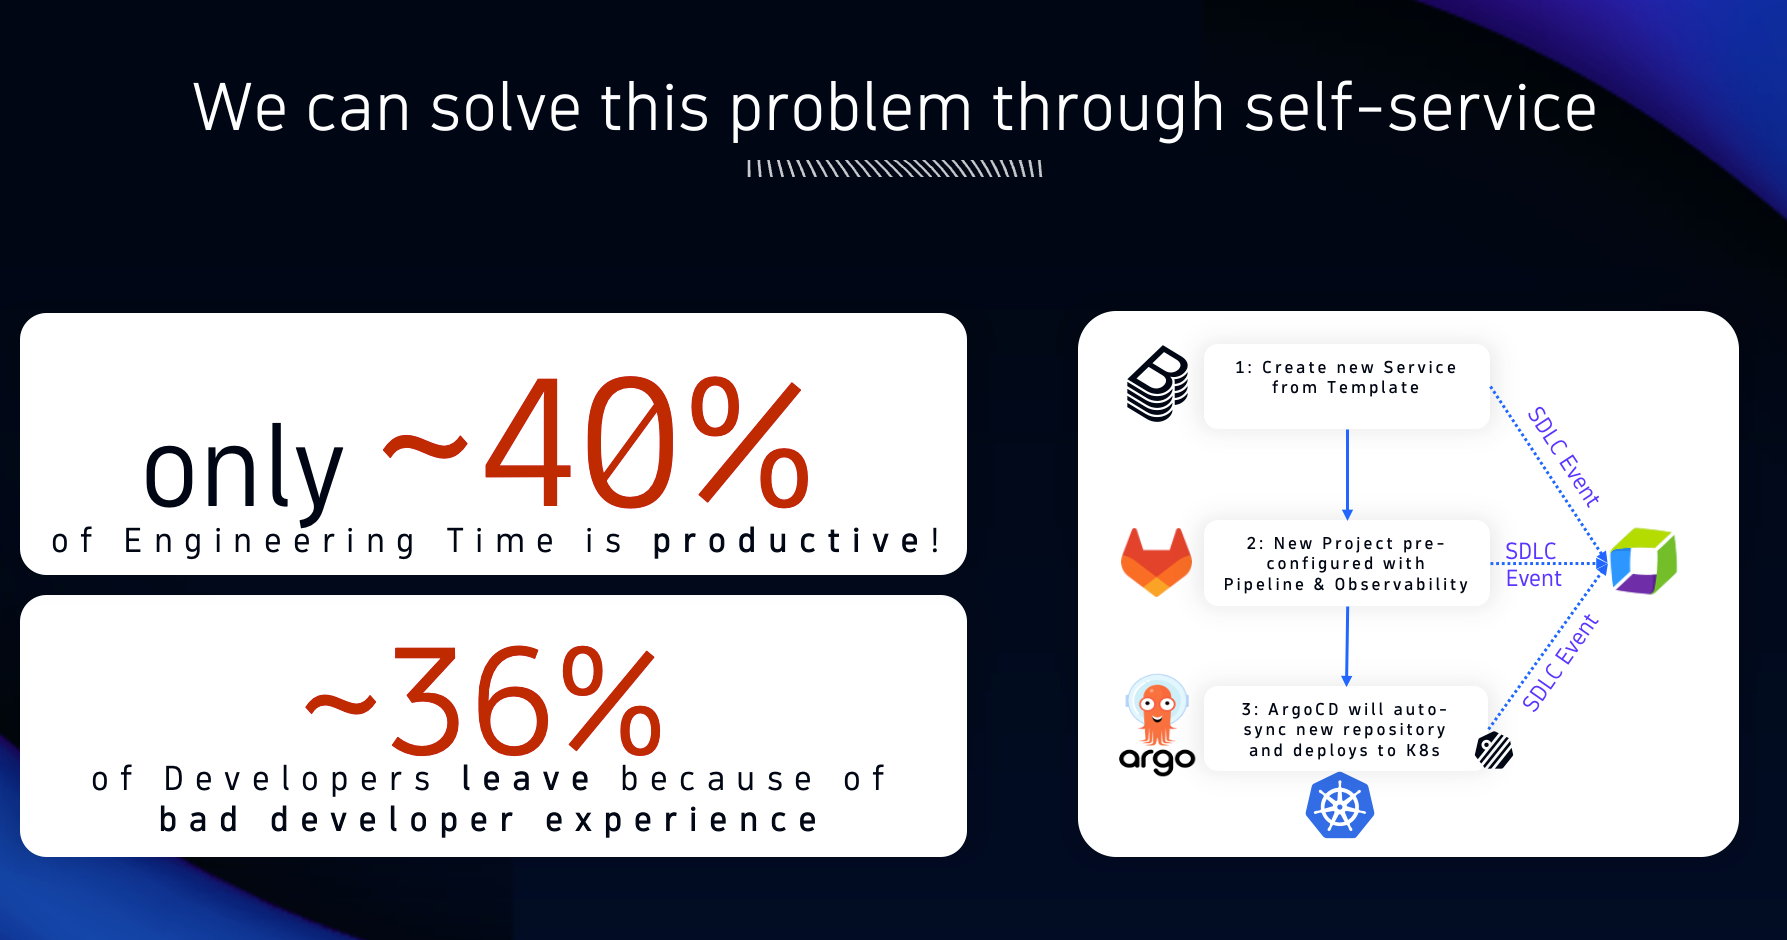 We can solve this problem through self-service
only ~40%
of Engineering Time is productive!
~36%
of Developers leave because of
bad developer experience
1: Create new Service
from Template
SDLC Event
2: New Project pre-
configured with
Pipeline & Observability
SDLC
Event
3: ArgoCD will auto-
sync new repository
and deploys to K8s
SDLC Event
argo